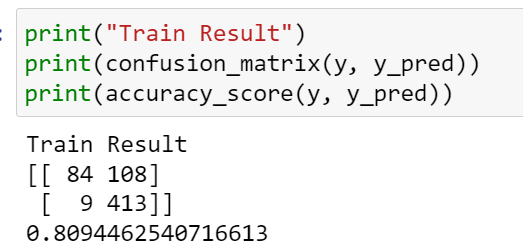 print("Train Result")
print(confusion_matrix(y, y_pred))
print(accuracy_score(y, y_pred))
Train Result
[[ 84 108]
 [  9 413]]
0.8094462540716613